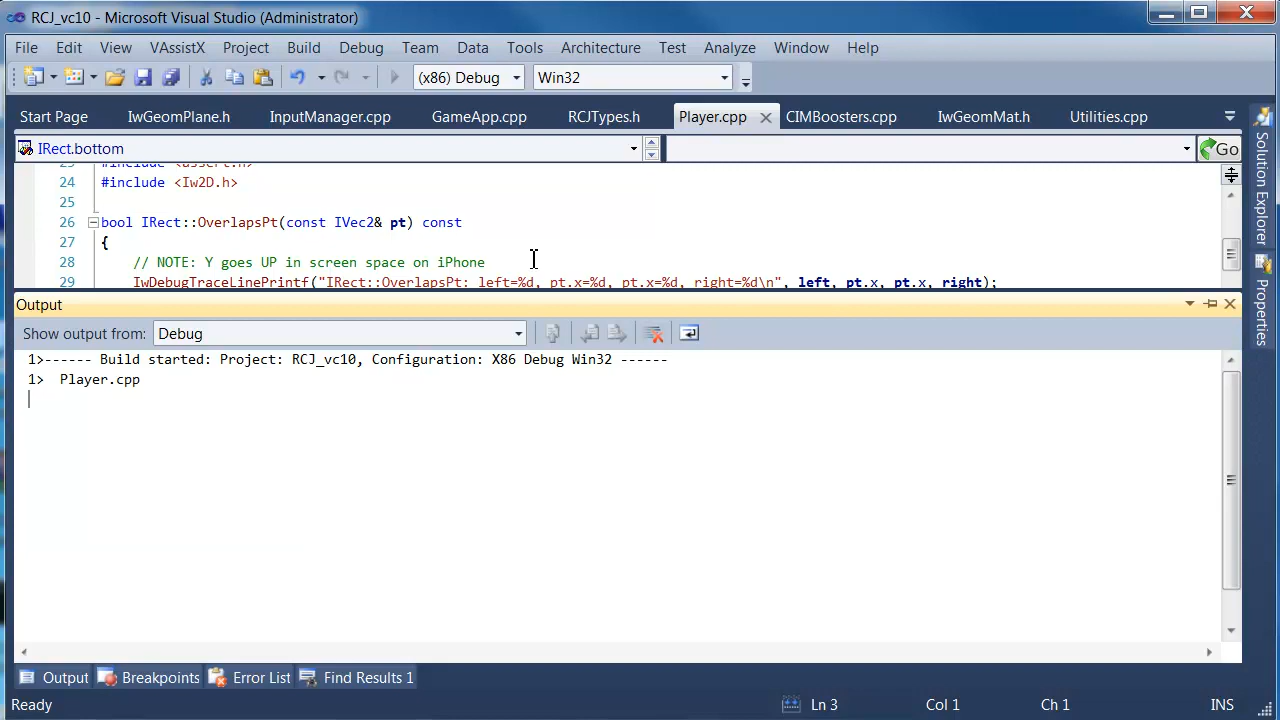 RCJ_vc10 - Microsoft Visual Studio (Administrator)
File Edit View VAssistX Project Build Debug Team Data Tools Architecture Test Analyze Window Help
(x86) Debug Win32
Start Page IwGeomPlane.h InputManager.cpp GameApp.cpp RCJTypes.h Player.cpp CIMBoosters.cpp IwGeomMat.h Utilities.cpp
IRect.bottom Go
#include <assert.h>
24 #include <Iw2D.h>
25
26 bool IRect::OverlapsPt(const IVec2& pt) const
27 {
28 // NOTE: Y goes UP in screen space on iPhone
29 IwDebugTraceLinePrintf("IRect::OverlapsPt: left=%d, pt.x=%d, pt.x=%d, right=%d\n", left, pt.x, pt.x, right);
Output
Show output from: Debug
1>------ Build started: Project: RCJ_vc10, Configuration: X86 Debug Win32 ------
1> Player.cpp
Output Breakpoints Error List Find Results 1
Ready Ln 3 Col 1 Ch 1 INS
Solution Explorer
Properties